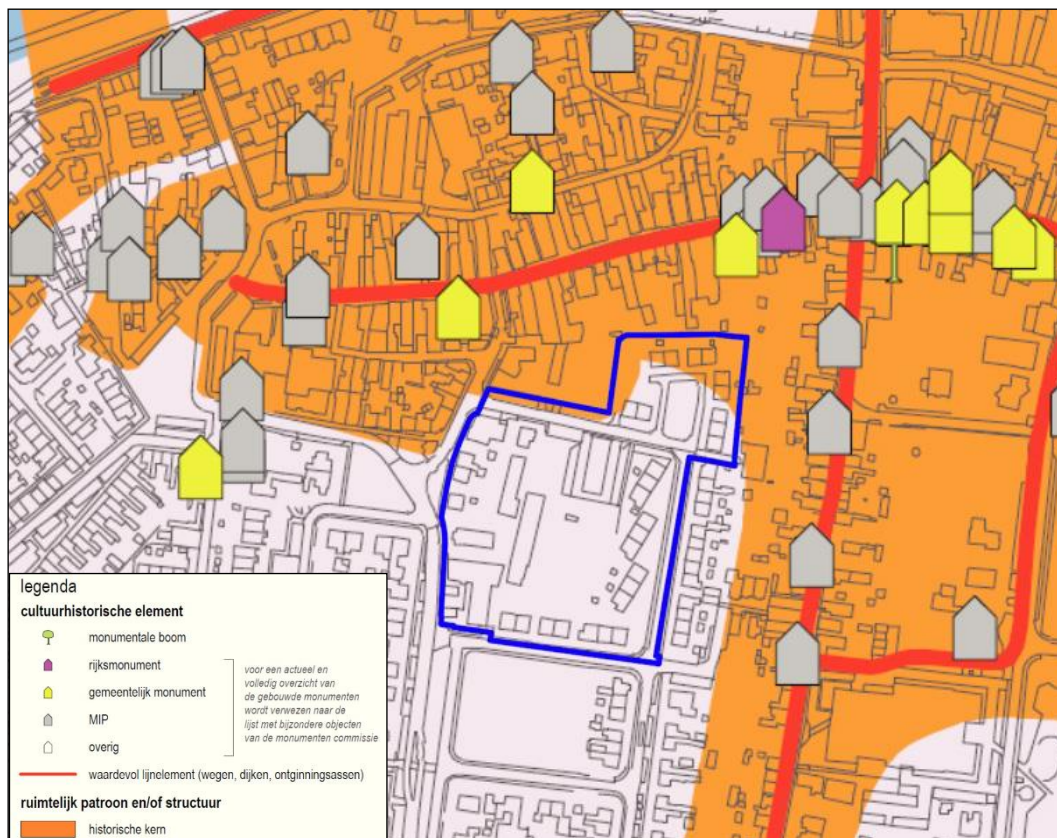 legenda
cultuurhistorische element
monumentale boom
rijksmonument
gemeentelijk monument
MIP
overig
voor een actueel en
volledig overzicht van
de gebouwde monumenten
wordt verwezen naar de
lijst met bijzondere objecten
van de monumenten commissie
waardevol lijnelement (wegen, dijken, ontginningsassen)
ruimtelijk patroon en/of structuur
historische kern